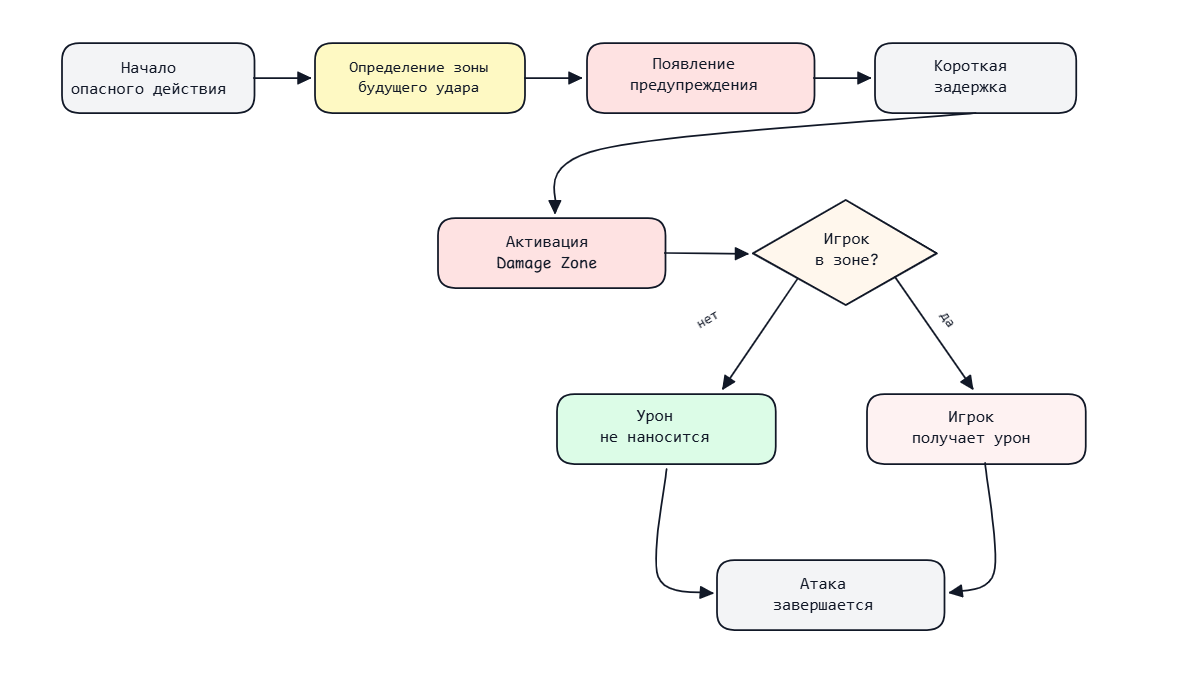 Начало
опасного действия
Определение зоны
будущего удара
Появление
предупреждения
Короткая
задержка
Активация
Damage Zone
Игрок
в зоне?
нет
да
Урон
не наносится
Игрок
получает урон
Атака
завершается